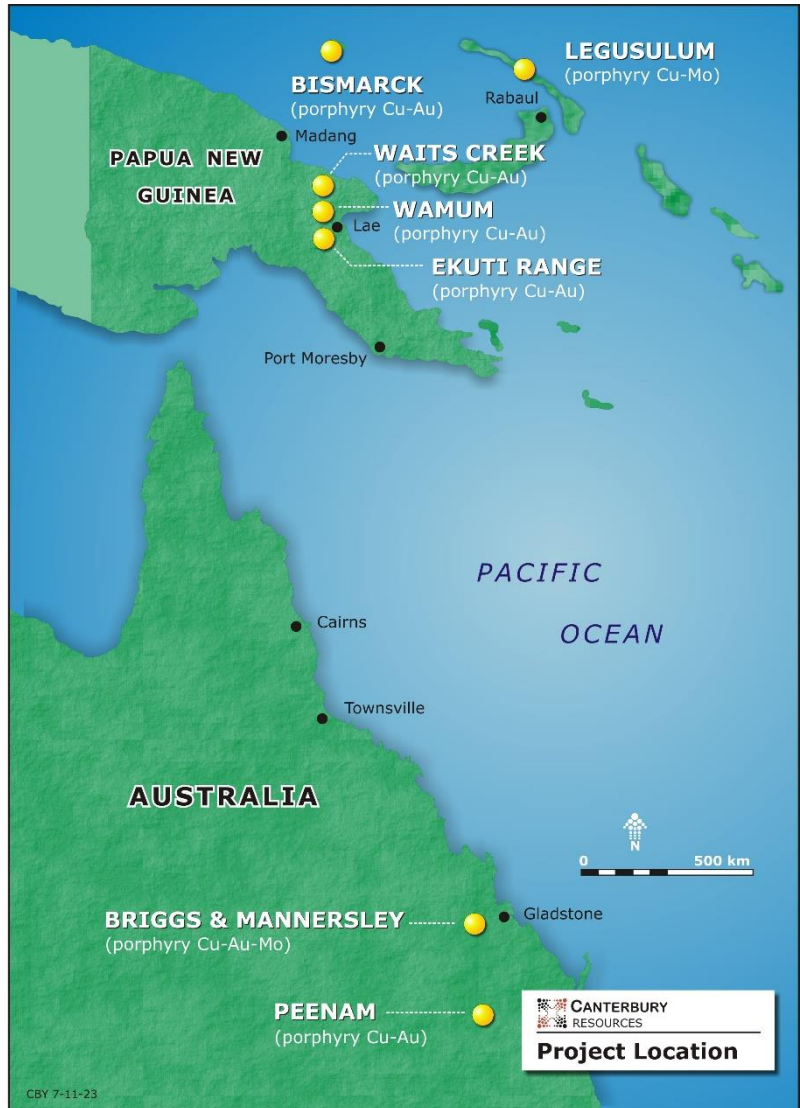 LEGUSULUM
(porphyry Cu-Mo)
BISMARCK
(porphyry Cu-Au)
Rabaul
Madang
PAPUA NEW
GUINEA
WAITS CREEK
(porphyry Cu-Au)
WAMUM
(porphyry Cu-Au)
Lae
EKUTI RANGE
(porphyry Cu-Au)
Port Moresby
PACIFIC
OCEAN
Cairns
Townsville
AUSTRALIA
N
0 500 km
BRIGGS & MANNERSLEY
(porphyry Cu-Au-Mo)
Gladstone
PEENAM
(porphyry Cu-Au)
CANTERBURY
RESOURCES
Project Location
CBY 7-11-23